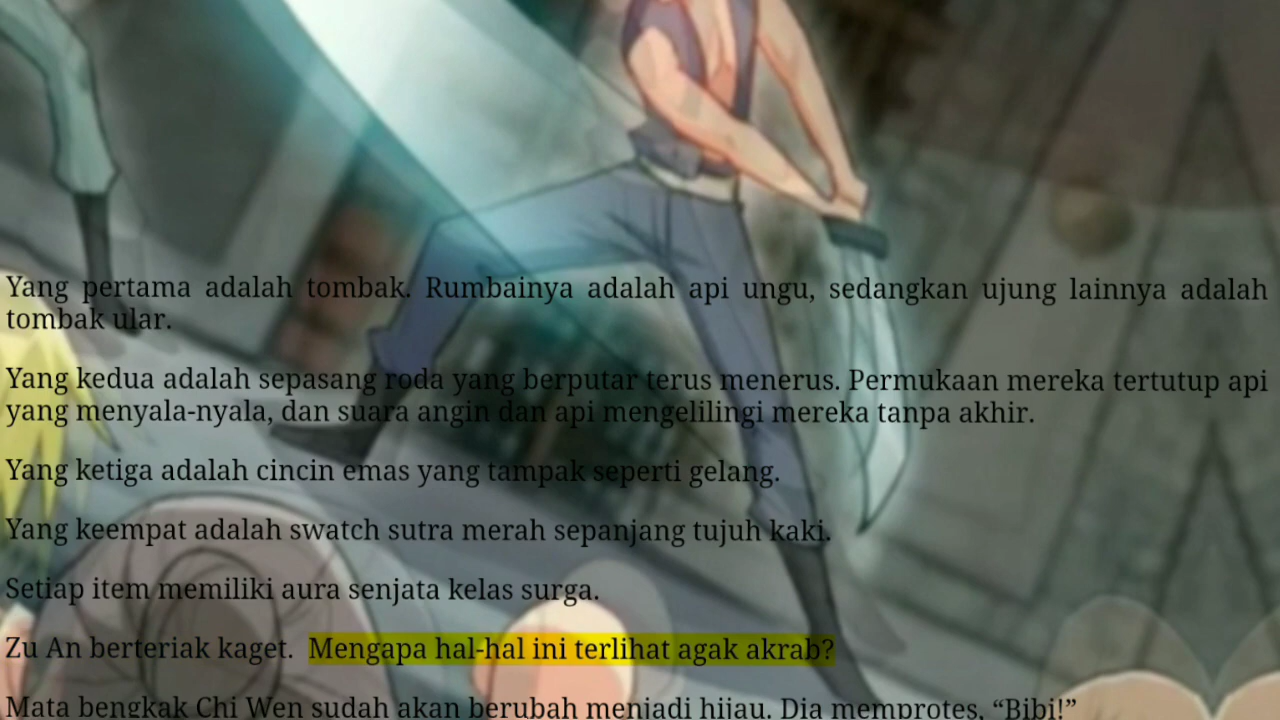 Yang pertama adalah tombak. Rumbainya adalah api ungu, sedangkan ujung lainnya adalah
tombak ular.
Yang kedua adalah sepasang roda yang berputar terus menerus. Permukaan mereka tertutup api
yang menyala-nyala, dan suara angin dan api mengelilingi mereka tanpa akhir.
Yang ketiga adalah cincin emas yang tampak seperti gelang.
Yang keempat adalah swatch sutra merah sepanjang tujuh kaki.
Setiap item memiliki aura senjata kelas surga.
Zu An berteriak kaget. Mengapa hal-hal ini terlihat agak akrab?
Mata bengkak Chi Wen sudah akan berubah menjadi hijau. Dia memprotes, “Bibi!”